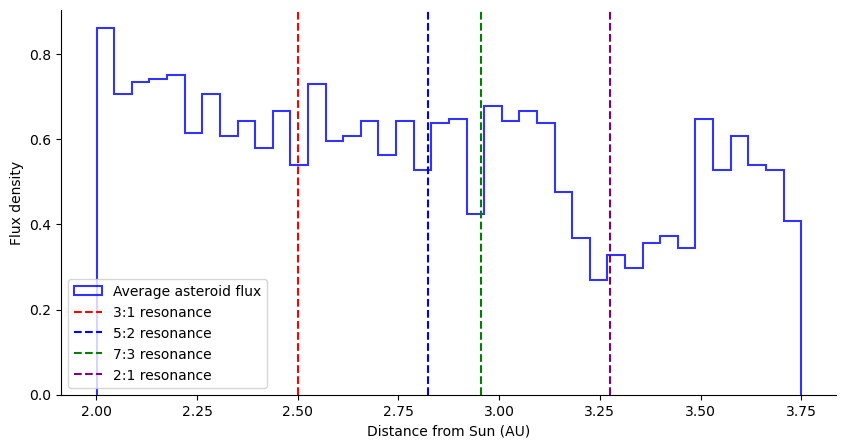 0.8
0.6
0.4
0.2
0.0
Flux density
Average asteroid flux
3:1 resonance
5:2 resonance
7:3 resonance
2:1 resonance
2.00 2.25 2.50 2.75 3.00 3.25 3.50 3.75
Distance from Sun (AU)